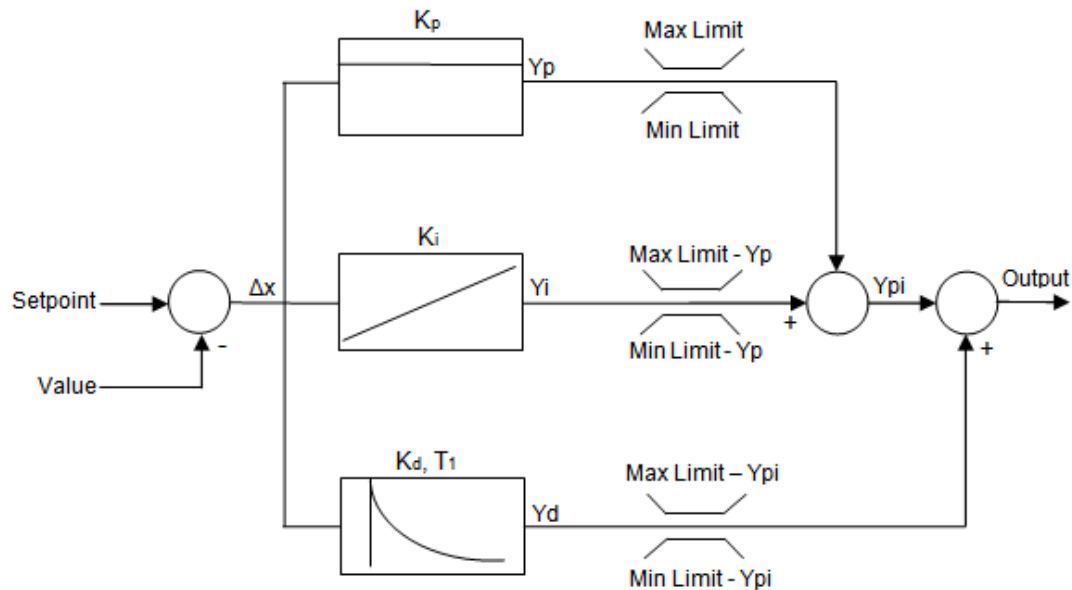 Kp
Max Limit
Yp
Min Limit
Ki
Max Limit - Yp
Setpoint
Δx
Yi
Ypi
Output
+
-
Min Limit - Yp
+
Value
Kd, T1
Max Limit – Ypi
Yd
Min Limit - Ypi